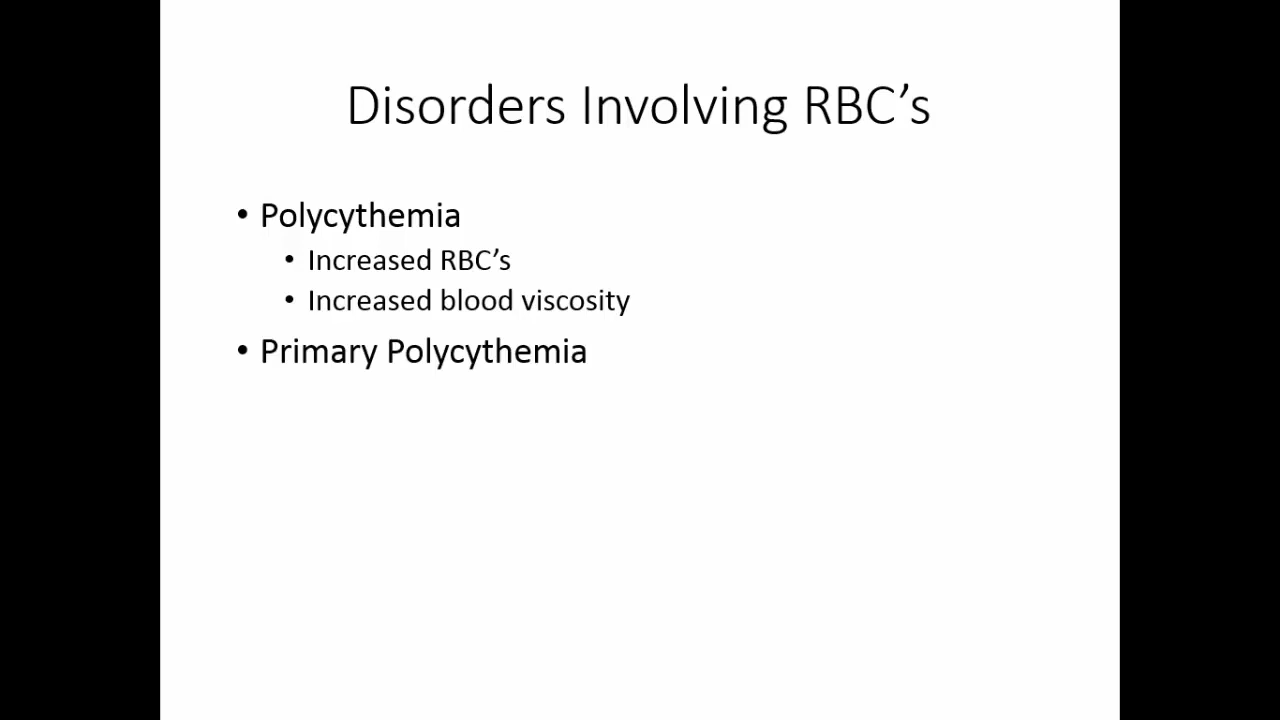 Disorders Involving RBC’s
• Polycythemia
• Increased RBC’s
• Increased blood viscosity
• Primary Polycythemia